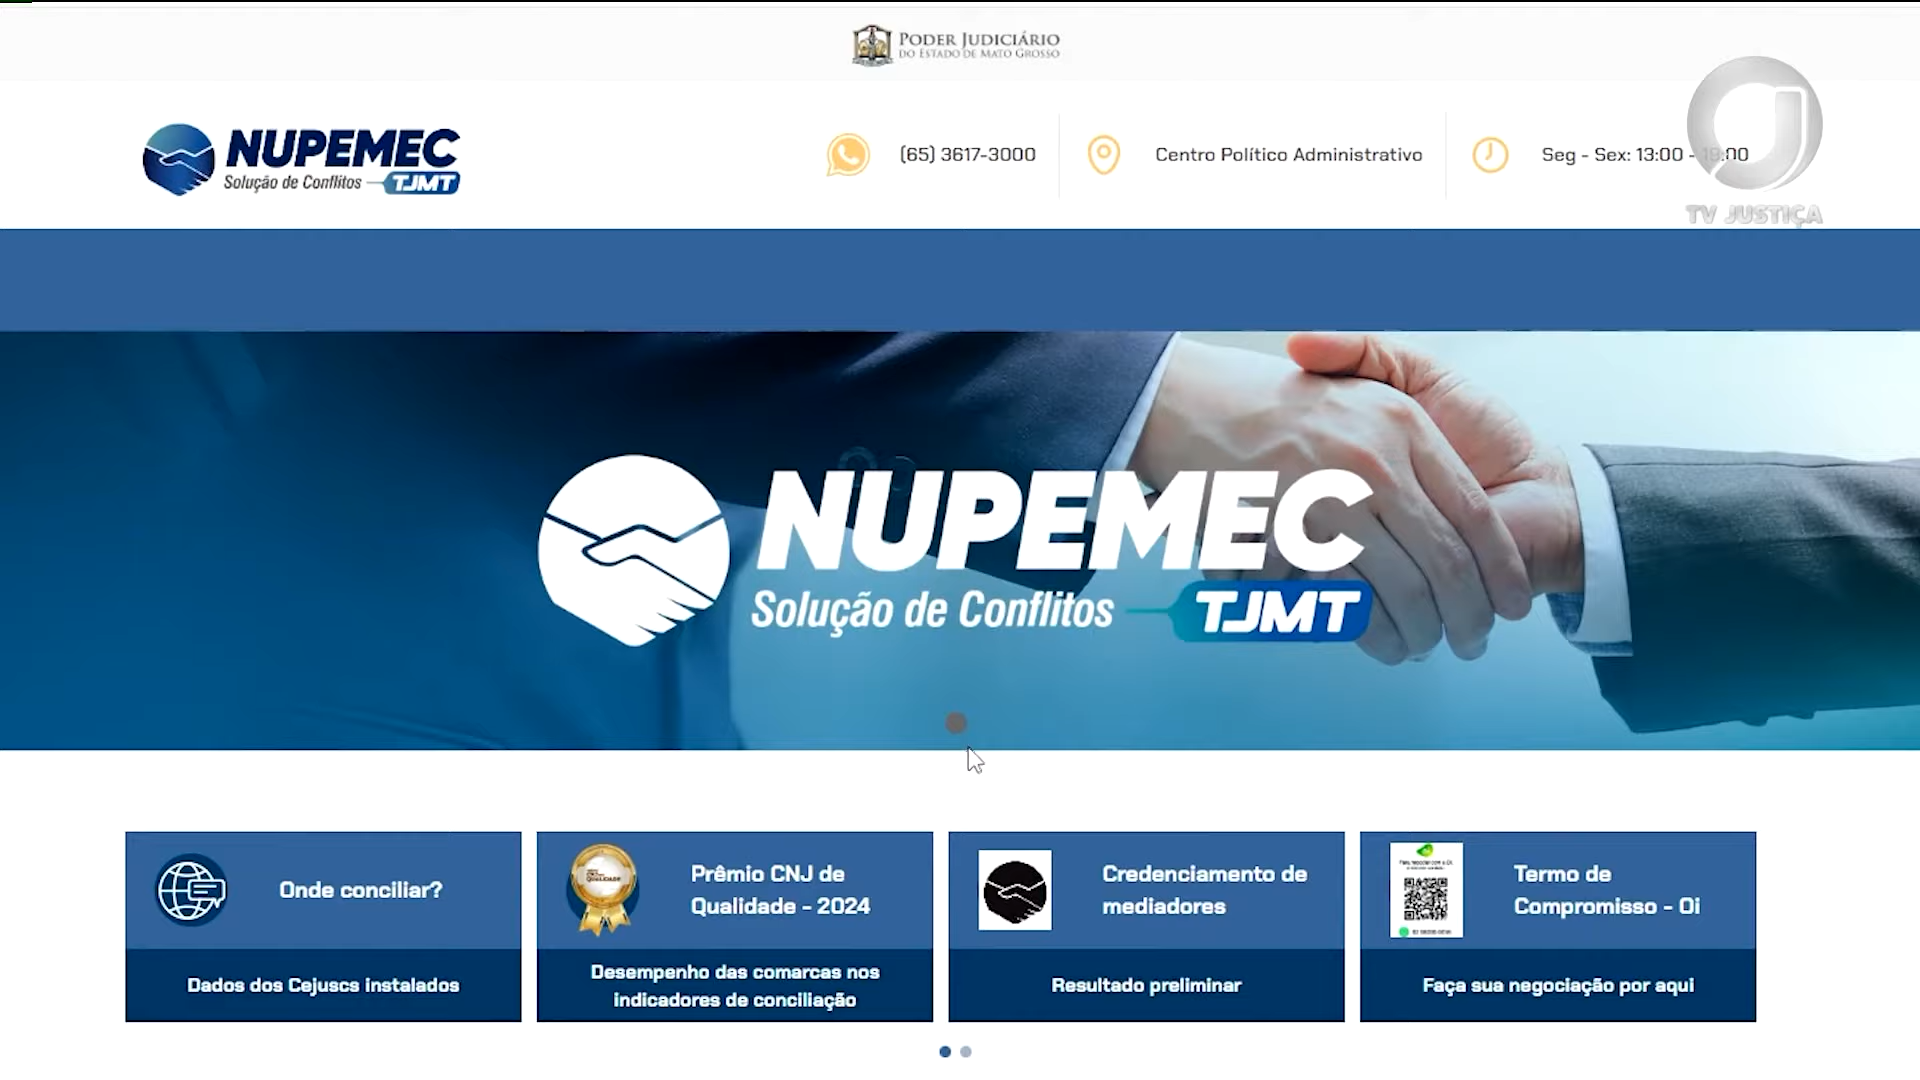 PODER JUDICIÁRIO
DO ESTADO DE MATO GROSSO
NUPEMEC
Solução de Conflitos
TJMT
(65) 3617-3000
Centro Político Administrativo
Seg - Sex: 13:00 - 19:00
TV JUSTIÇA
NUPEMEC
Solução de Conflitos
TJMT
Onde conciliar?
Dados dos Cejuscs instalados
QUALIDADE
Prêmio CNJ de
Qualidade - 2024
Desempenho das comarcas nos
indicadores de conciliação
Credenciamento de
mediadores
Resultado preliminar
Termo de
Compromisso - Oi
Faça sua negociação por aqui